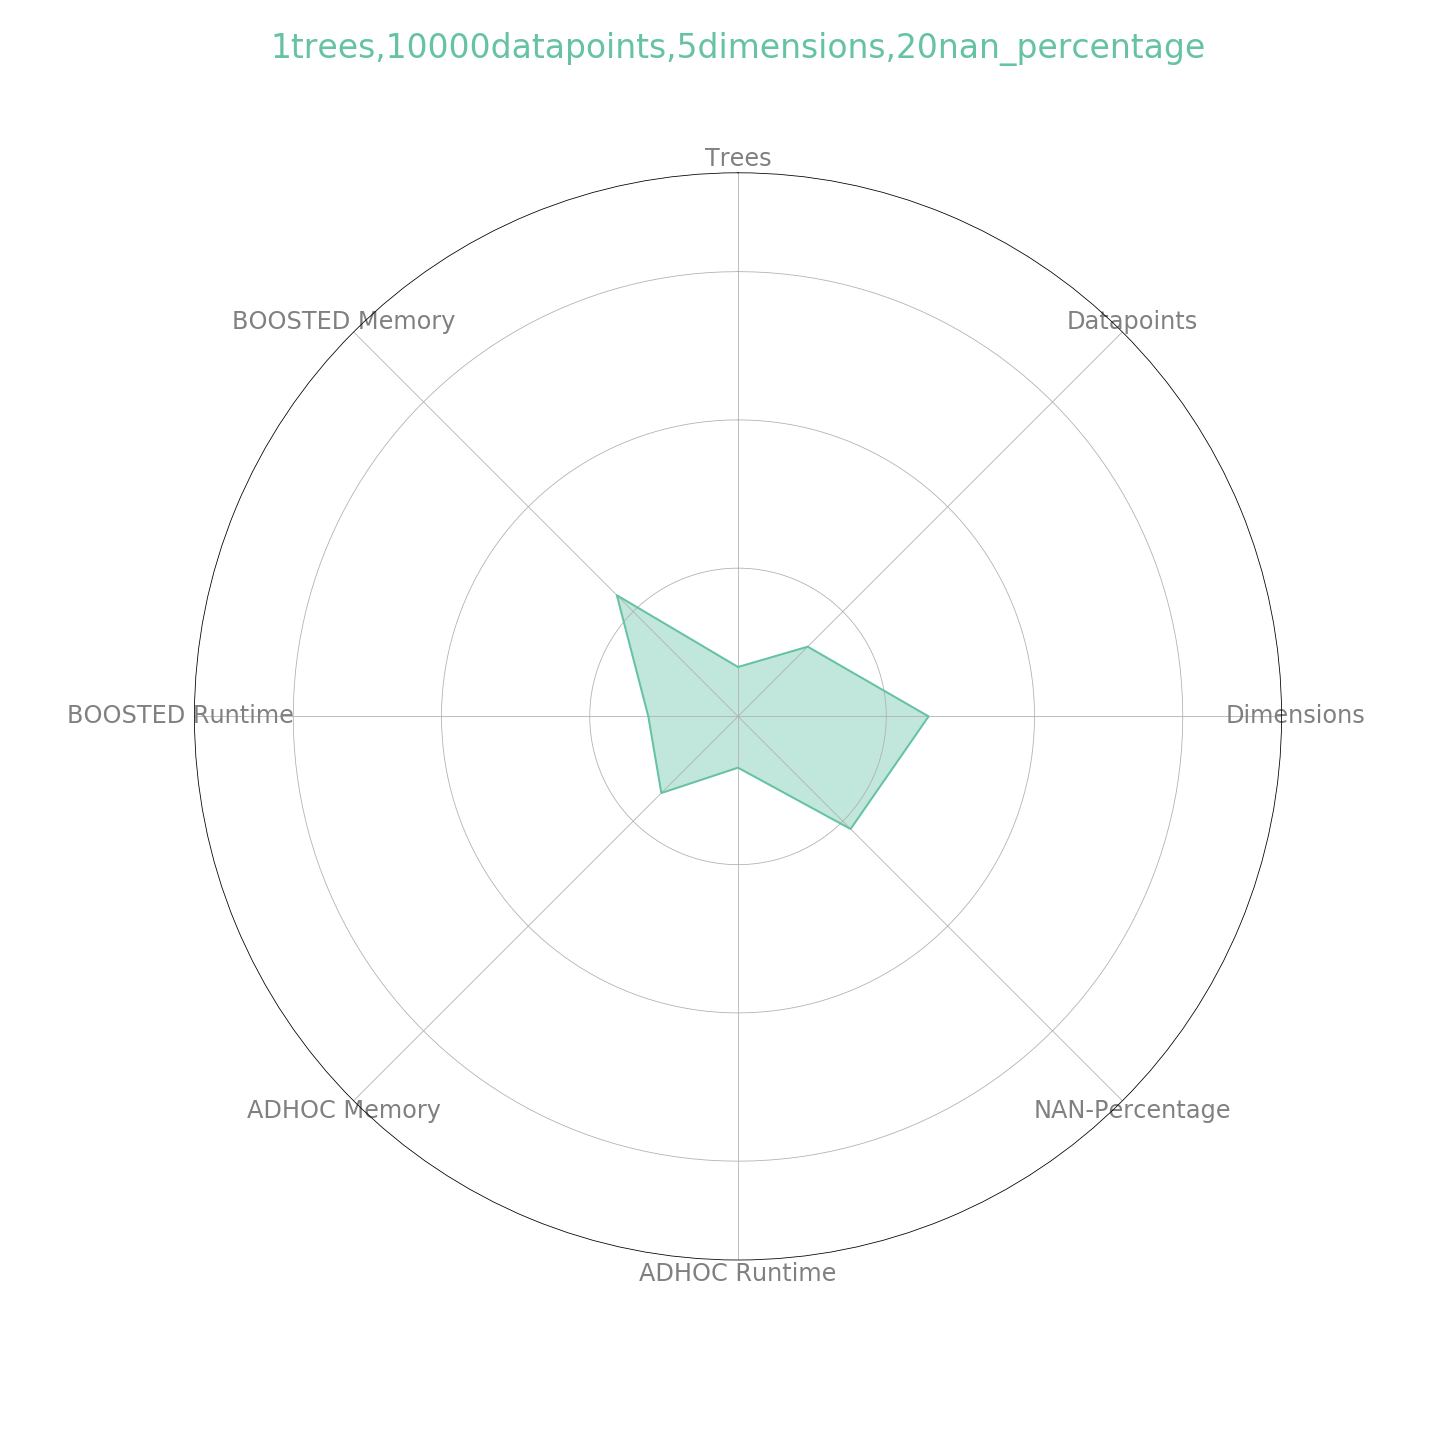 1trees,10000datapoints,5dimensions,20nan_percentage
Trees
BOOSTED Memory
Datapoints
BOOSTED Runtime
Dimensions
ADHOC Memory
NAN-Percentage
ADHOC Runtime